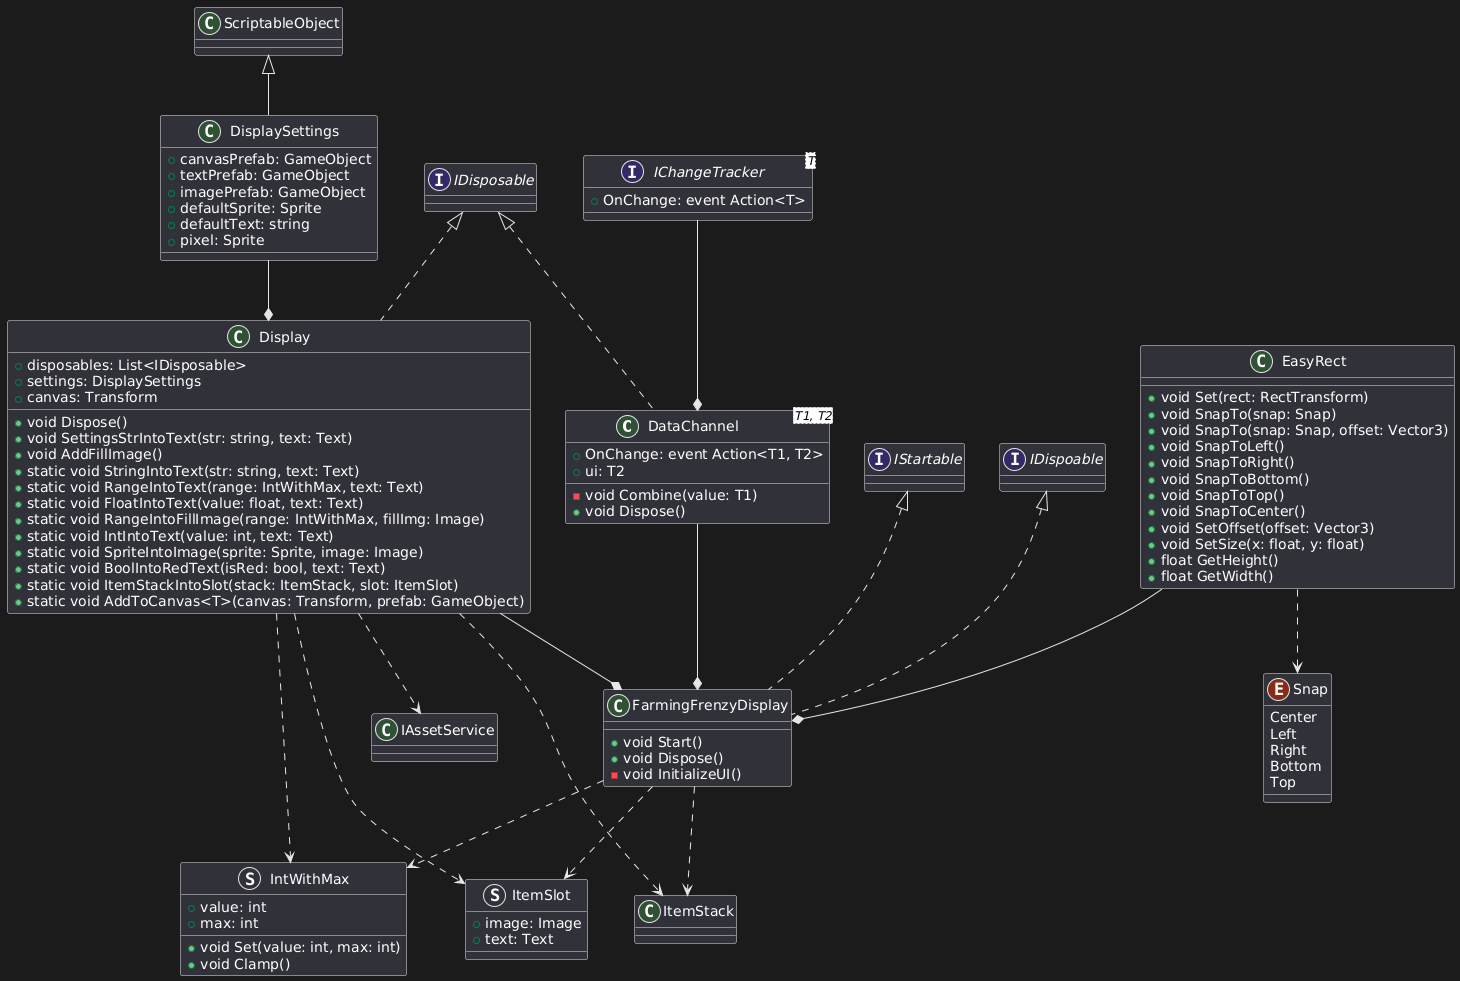 C ScriptableObject
C DisplaySettings
canvasPrefab: GameObject
textPrefab: GameObject
imagePrefab: GameObject
defaultSprite: Sprite
defaultText: string
pixel: Sprite
I IDisposable
I IChangeTracker
T
OnChange: event Action<T>
C Display
disposables: List<IDisposable>
settings: DisplaySettings
canvas: Transform
void Dispose()
void SettingsStrIntoText(str: string, text: Text)
void AddFillImage()
static void StringIntoText(str: string, text: Text)
static void RangeIntoText(range: IntWithMax, text: Text)
static void FloatIntoText(value: float, text: Text)
static void RangeIntoFillImage(range: IntWithMax, fillImg: Image)
static void IntIntoText(value: int, text: Text)
static void SpriteIntoImage(sprite: Sprite, image: Image)
static void BoolIntoRedText(isRed: bool, text: Text)
static void ItemStackIntoSlot(stack: ItemStack, slot: ItemSlot)
static void AddToCanvas<T>(canvas: Transform, prefab: GameObject)
C DataChannel
T1, T2
OnChange: event Action<T1, T2>
ui: T2
void Combine(value: T1)
void Dispose()
I IStartable
I IDispoable
C EasyRect
void Set(rect: RectTransform)
void SnapTo(snap: Snap)
void SnapTo(snap: Snap, offset: Vector3)
void SnapToLeft()
void SnapToRight()
void SnapToBottom()
void SnapToTop()
void SnapToCenter()
void SetOffset(offset: Vector3)
void SetSize(x: float, y: float)
float GetHeight()
float GetWidth()
C IAssetService
C FarmingFrenzyDisplay
void Start()
void Dispose()
void InitializeUI()
E Snap
Center
Left
Right
Bottom
Top
S IntWithMax
value: int
max: int
void Set(value: int, max: int)
void Clamp()
S ItemSlot
image: Image
text: Text
C ItemStack